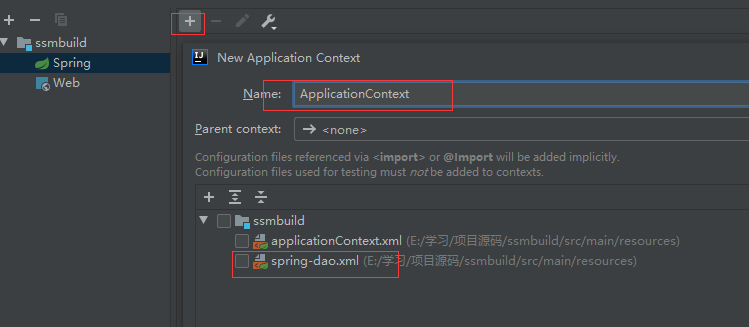 ssmbuild
Spring
Web
New Application Context
Name: ApplicationContext
Parent context: <none>
Configuration files referenced via <import> or @Import will be added implicitly.
Configuration files used for testing must not be added to contexts.
ssmbuild
applicationContext.xml (E:/学习/项目源码/ssmbuild/src/main/resources)
spring-dao.xml (E:/学习/项目源码/ssmbuild/src/main/resources)